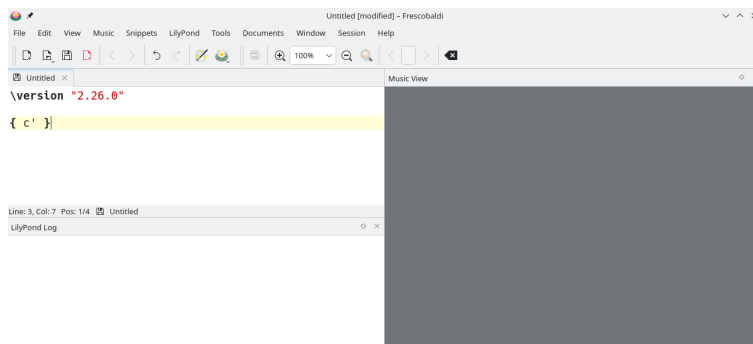 Untitled [modified] – Frescobaldi
File Edit View Music Snippets LilyPond Tools Documents Window Session Help
100%
Untitled
Music View
\version "2.26.0"
{ c' }
Line: 3, Col: 7 Pos: 1/4 Untitled
LilyPond Log